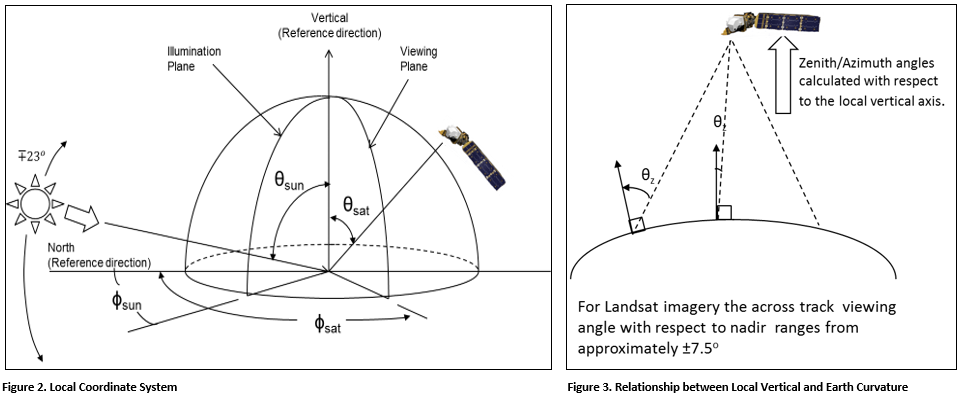 Vertical
(Reference direction)
Illumination
Plane
Viewing
Plane
∓23°
θsun
θsat
North
(Reference direction)
ϕsun
ϕsat
Figure 2. Local Coordinate System
Zenith/Azimuth angles
calculated with respect
to the local vertical axis.
θz
θz
For Landsat imagery the across track viewing
angle with respect to nadir ranges from
approximately ±7.5°
Figure 3. Relationship between Local Vertical and Earth Curvature